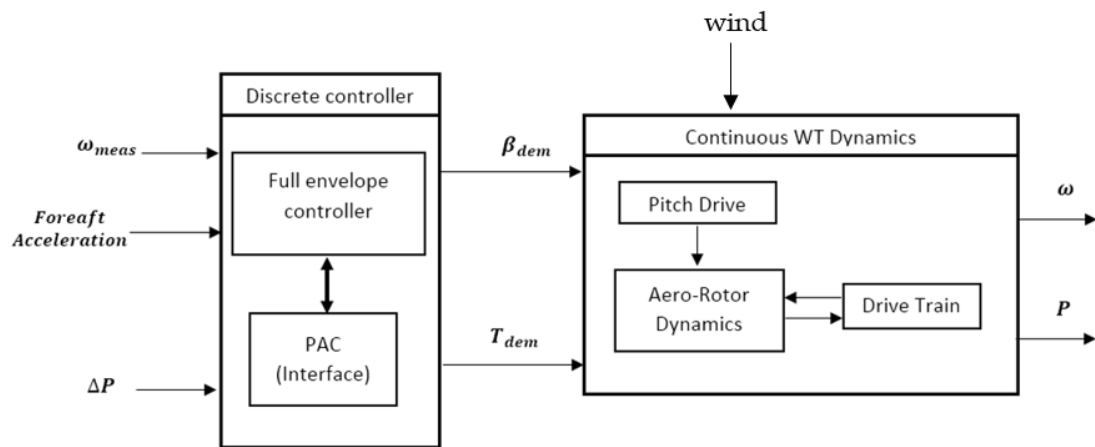 wind
Discrete controller
ω_meas
Full envelope
controller
Foreaft
Acceleration
PAC
(Interface)
ΔP
β_dem
T_dem
Continuous WT Dynamics
Pitch Drive
Aero-Rotor
Dynamics
Drive Train
ω
P